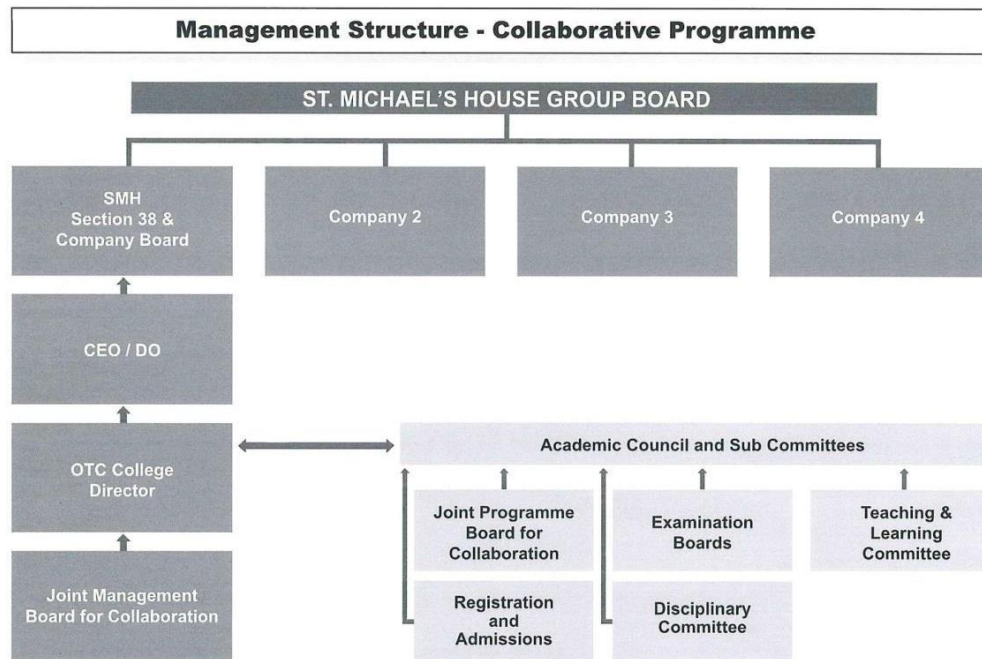 Management Structure - Collaborative Programme
ST. MICHAEL'S HOUSE GROUP BOARD
SMH
Section 38 &
Company Board
Company 2
Company 3
Company 4
CEO / DO
OTC College
Director
Academic Council and Sub Committees
Joint Programme
Board for
Collaboration
Examination
Boards
Teaching &
Learning
Committee
Joint Management
Board for Collaboration
Registration
and
Admissions
Disciplinary
Committee